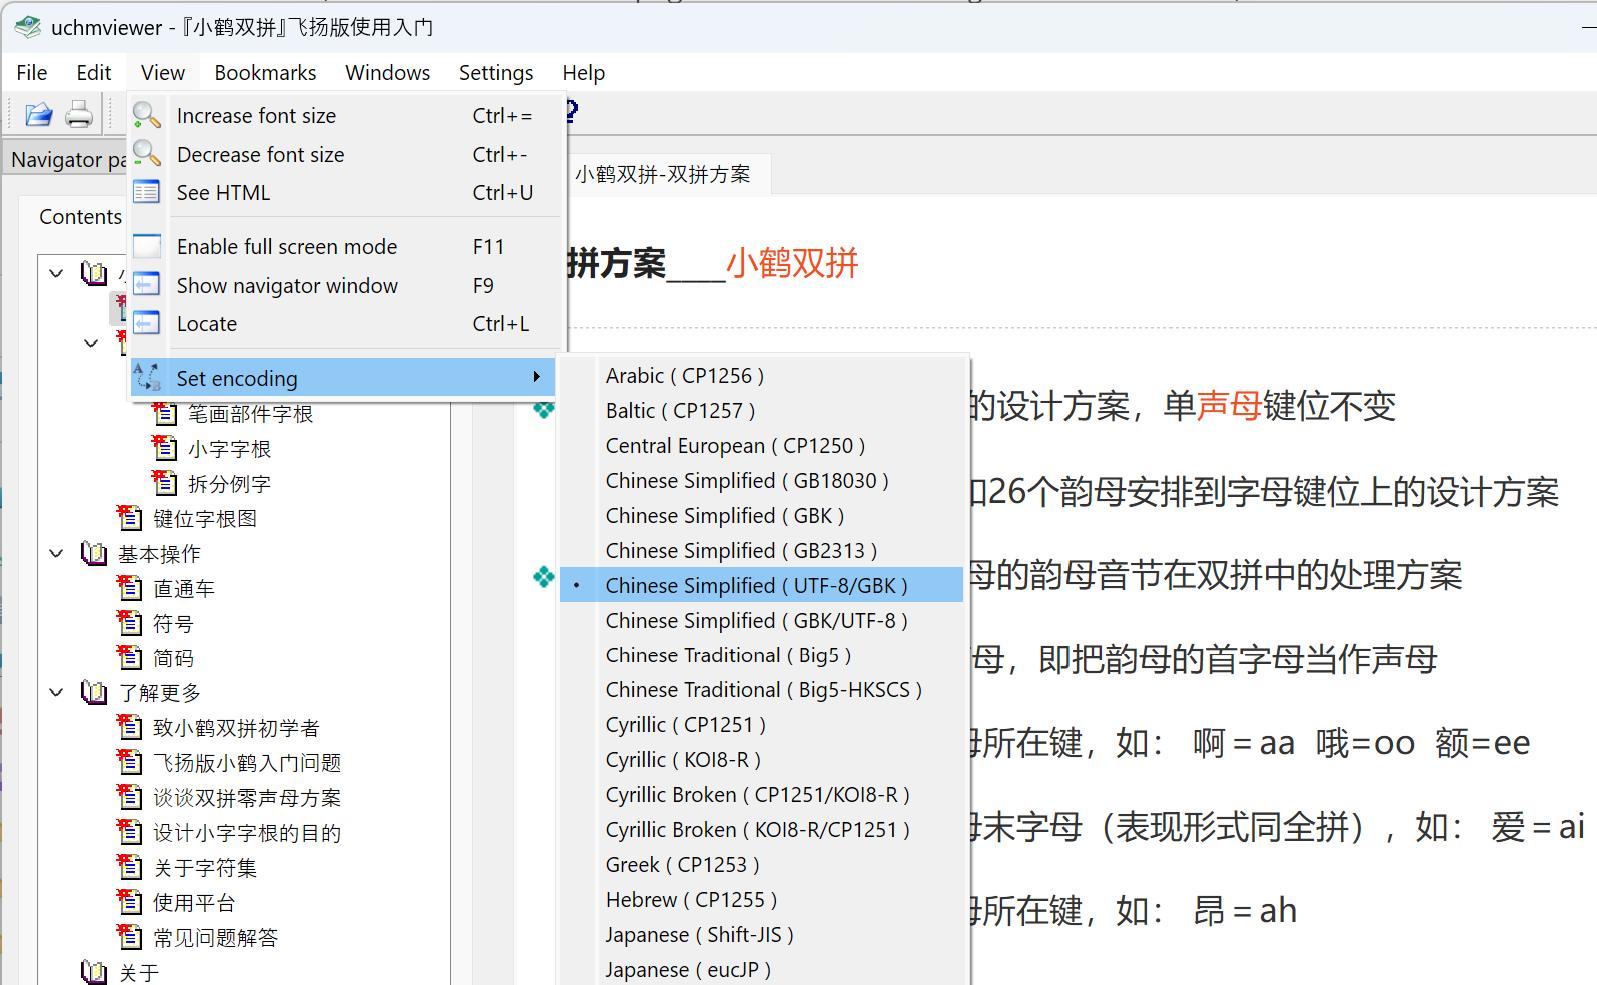 uchmviewer -『小鹤双拼』飞扬版使用入门
File Edit View Bookmarks Windows Settings Help
Increase font size Ctrl+=
Decrease font size Ctrl+-
See HTML Ctrl+U
Enable full screen mode F11
Show navigator window F9
Locate Ctrl+L
Set encoding
Navigator pa
Contents
笔画部件字根
小字字根
拆分例字
键位字根图
基本操作
直通车
符号
简码
了解更多
致小鹤双拼初学者
飞扬版小鹤入门问题
谈谈双拼零声母方案
设计小字字根的目的
关于字符集
使用平台
常见问题解答
关于
Arabic ( CP1256 )
Baltic ( CP1257 )
Central European ( CP1250 )
Chinese Simplified ( GB18030 )
Chinese Simplified ( GBK )
Chinese Simplified ( GB2313 )
Chinese Simplified ( UTF-8/GBK )
Chinese Simplified ( GBK/UTF-8 )
Chinese Traditional ( Big5 )
Chinese Traditional ( Big5-HKSCS )
Cyrillic ( CP1251 )
Cyrillic ( KOI8-R )
Cyrillic Broken ( CP1251/KOI8-R )
Cyrillic Broken ( KOI8-R/CP1251 )
Greek ( CP1253 )
Hebrew ( CP1255 )
Japanese ( Shift-JIS )
Japanese ( eucJP )
小鹤双拼-双拼方案
拼方案____小鹤双拼
的设计方案，单声母键位不变
26个韵母安排到字母键位上的设计方案
母的韵母音节在双拼中的处理方案
母，即把韵母的首字母当作声母
母所在键，如： 啊=aa 哦=oo 额=ee
母末字母（表现形式同全拼），如： 爱=ai
母所在键，如： 昂=ah